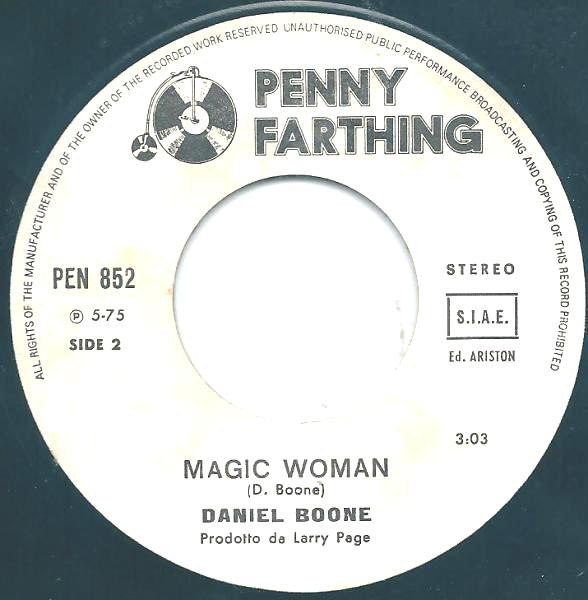 ALL RIGHTS OF THE MANUFACTURER AND OF THE OWNER OF THE RECORDED WORK RESERVED UNAUTHORISED PUBLIC PERFORMANCE BROADCASTING AND COPYING OF THIS RECORD PROHIBITED
PENNY
FARTHING
PEN 852
℗ 5-75
SIDE 2
STEREO
S.I.A.E.
Ed. ARISTON
3:03
MAGIC WOMAN
(D. Boone)
DANIEL BOONE
Prodotto da Larry Page